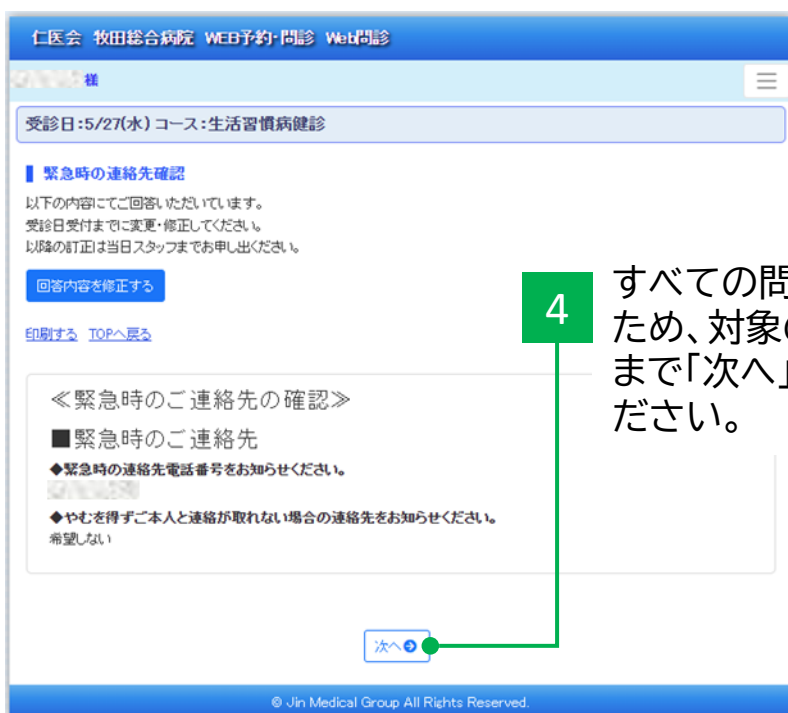 仁医会 牧田総合病院 WEB予約・問診 Web問診
様
受診日：5/27(水) コース：生活習慣病健診
緊急時の連絡先確認
以下の内容にてご回答いただいています。
受診日受付までに変更・修正してください。
以降の訂正は当日スタッフまでお申し出ください。
回答内容を修正する
印刷する TOPへ戻る
≪緊急時のご連絡先の確認≫
■緊急時のご連絡先
◆緊急時の連絡先電話番号をお知らせください。
◆やむを得ずご本人と連絡が取れない場合の連絡先をお知らせください。
希望しない
次へ
© Jin Medical Group All Rights Reserved.
4
すべての問
ため、対象の
まで「次へ」
ださい。